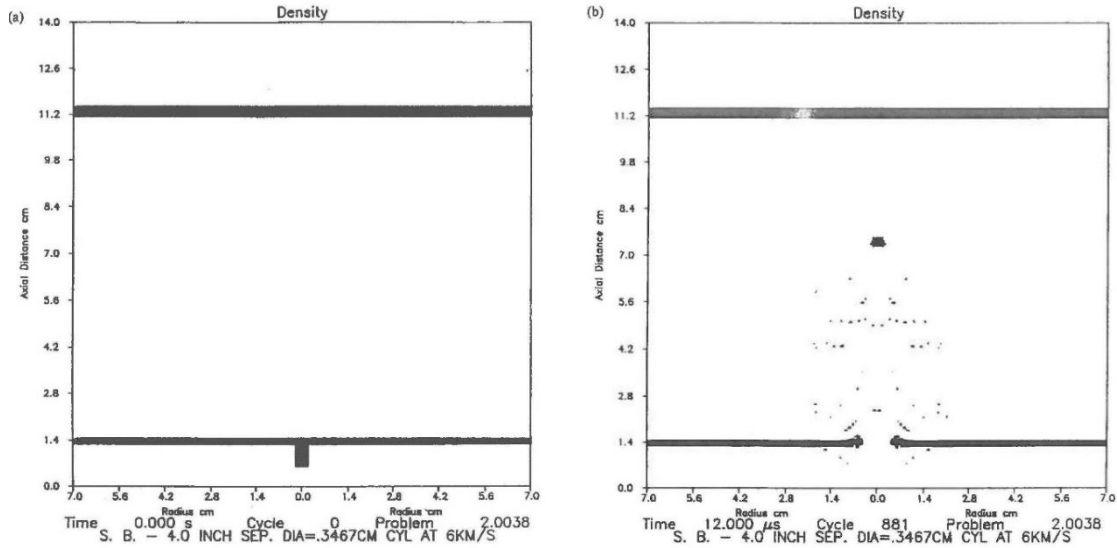 (a)
Density
14.0
12.6
11.2
9.8
8.4
7.0
5.6
4.2
2.8
1.4
0.0
Axial Distance cm
7.0 5.6 4.2 2.8 1.4 0.0 1.4 2.8 4.2 5.6 7.0
Radius cm Radius cm
Time 0.000 s Cycle 0 Problem 2.0038
S. B. - 4.0 INCH SEP. DIA=.3467CM CYL AT 6KM/S
(b)
Density
14.0
12.6
11.2
9.8
8.4
7.0
5.6
4.2
2.8
1.4
0.0
Axial Distance cm
7.0 5.6 4.2 2.8 1.4 0.0 1.4 2.8 4.2 5.6 7.0
Radius cm Radius cm
Time 12.000 µs Cycle 881 Problem 2.0038
S. B. - 4.0 INCH SEP. DIA=.3467CM CYL AT 6KM/S